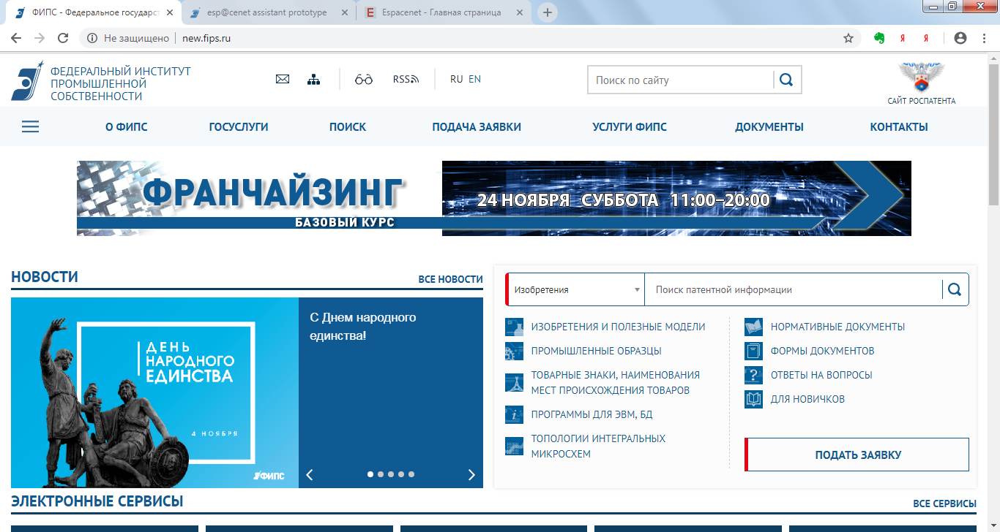 ФИПС - Федеральное государст
esp@cenet assistant prototype
Espacenet - Главная страница
Не защищено
new.fips.ru
ФЕДЕРАЛЬНЫЙ ИНСТИТУТ
ПРОМЫШЛЕННОЙ
СОБСТВЕННОСТИ
RSS
RU EN
Поиск по сайту
САЙТ РОСПАТЕНТА
О ФИПС
ГОСУСЛУГИ
ПОИСК
ПОДАЧА ЗАЯВКИ
УСЛУГИ ФИПС
ДОКУМЕНТЫ
КОНТАКТЫ
ФРАНЧАЙЗИНГ
БАЗОВЫЙ КУРС
24 НОЯБРЯ СУББОТА 11:00–20:00
НОВОСТИ
ВСЕ НОВОСТИ
ДЕНЬ
НАРОДНОГО
ЕДИНСТВА
4 НОЯБРЯ
ФИПС
С Днем народного
единства!
Изобретения
Поиск патентной информации
ИЗОБРЕТЕНИЯ И ПОЛЕЗНЫЕ МОДЕЛИ
ПРОМЫШЛЕННЫЕ ОБРАЗЦЫ
ТОВАРНЫЕ ЗНАКИ, НАИМЕНОВАНИЯ
МЕСТ ПРОИСХОЖДЕНИЯ ТОВАРОВ
ПРОГРАММЫ ДЛЯ ЭВМ, БД
ТОПОЛОГИИ ИНТЕГРАЛЬНЫХ
МИКРОСХЕМ
НОРМАТИВНЫЕ ДОКУМЕНТЫ
ФОРМЫ ДОКУМЕНТОВ
ОТВЕТЫ НА ВОПРОСЫ
ДЛЯ НОВИЧКОВ
ПОДАТЬ ЗАЯВКУ
ЭЛЕКТРОННЫЕ СЕРВИСЫ
ВСЕ СЕРВИСЫ